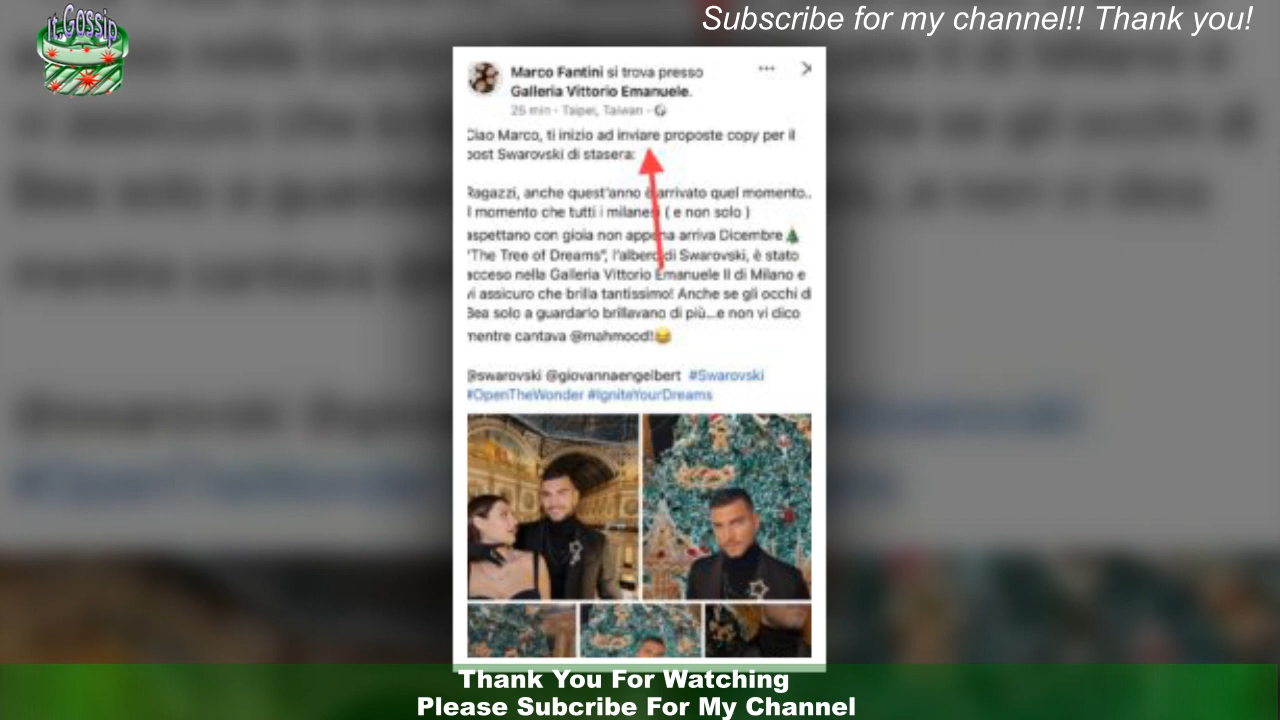 It.Gossip
Subscribe for my channel!! Thank you!
Marco Fantini si trova presso
Galleria Vittorio Emanuele.
25 min · Taipei, Taiwan ·
Ciao Marco, ti inizio ad inviare proposte copy per il
post Swarovski di stasera:
Ragazzi, anche quest'anno è arrivato quel momento..
l momento che tutti i milanesi ( e non solo )
aspettano con gioia non appena arriva Dicembre🎄
"The Tree of Dreams", l'albero di Swarovski, è stato
acceso nella Galleria Vittorio Emanuele II di Milano e
vi assicuro che brilla tantissimo! Anche se gli occhi di
Bea solo a guardarlo brillavano di più...e non vi dico
mentre cantava @mahmood!😂
@swarovski @giovannaengelbert #Swarovski
#OpenTheWonder #IgniteYourDreams
Thank You For Watching
Please Subcribe For My Channel